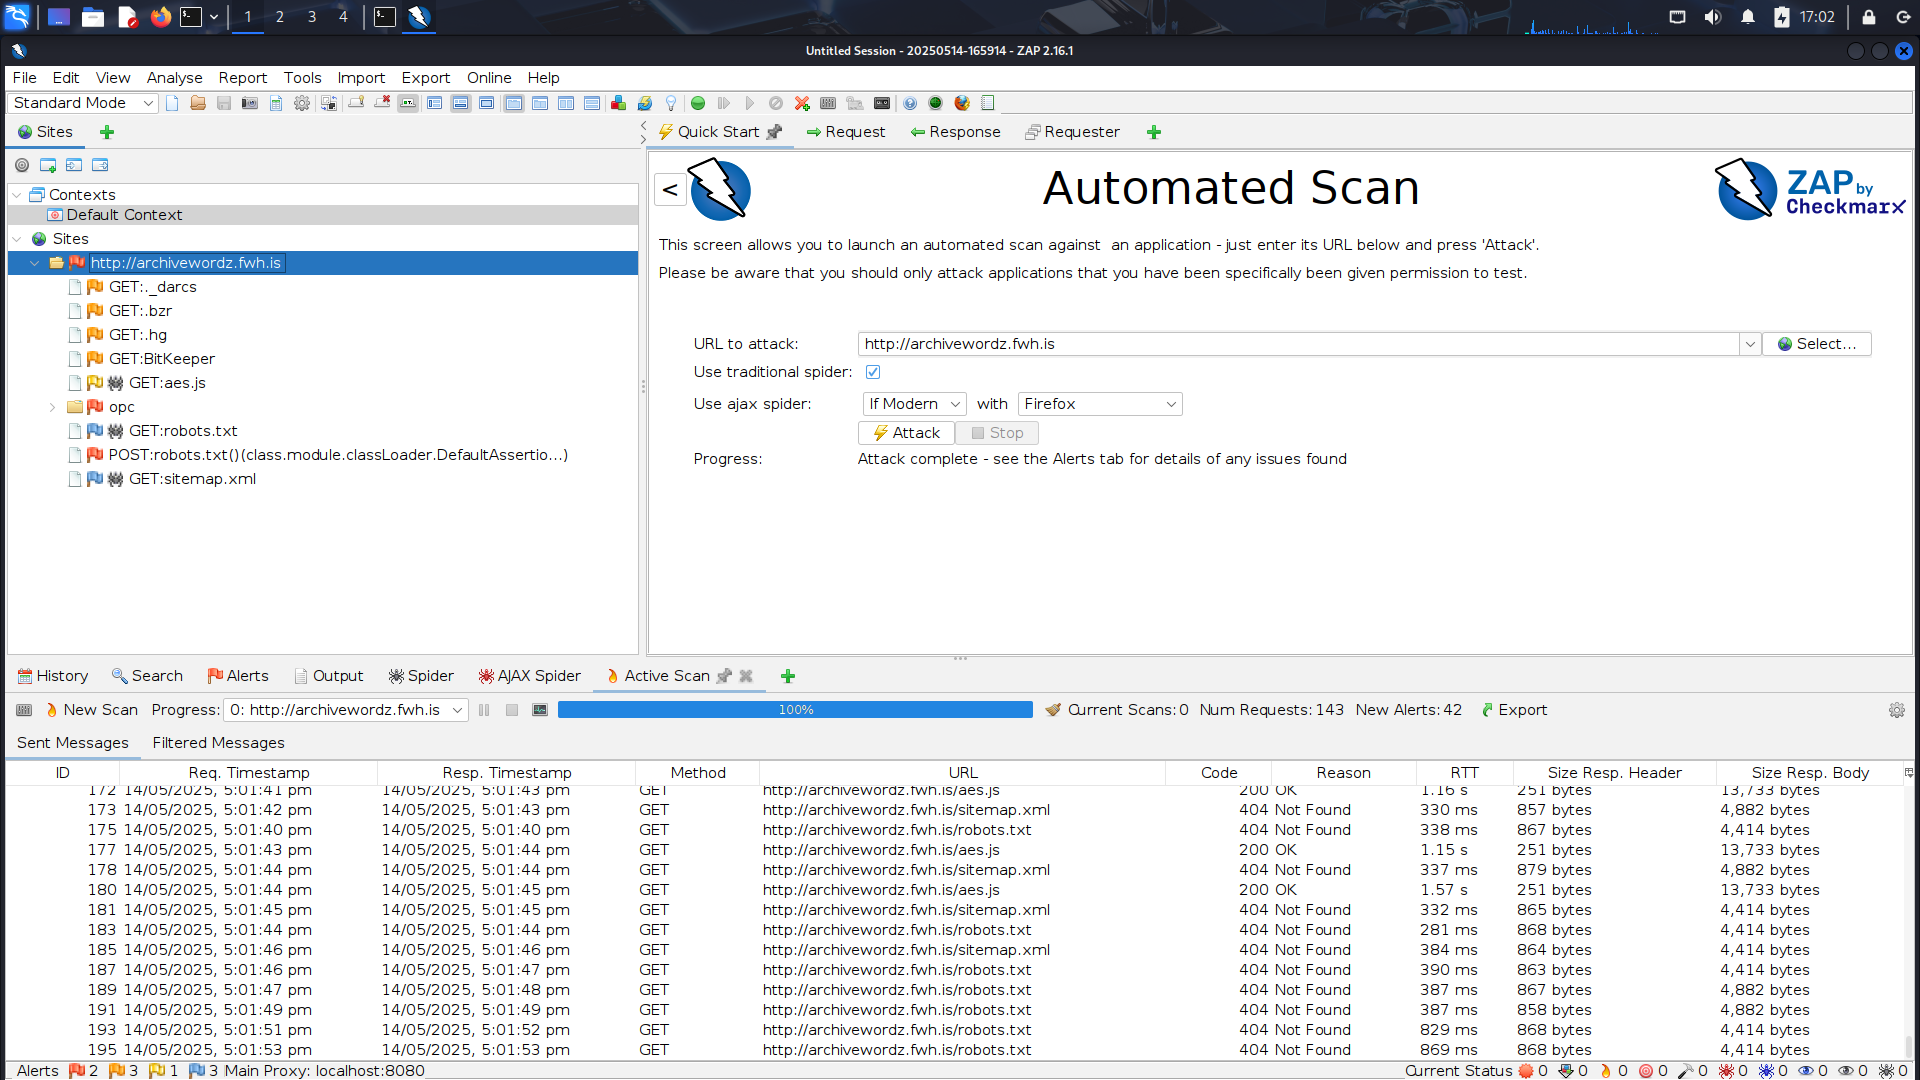 1 2 3 4 17:02
Untitled Session - 20250514-165914 - ZAP 2.16.1
File Edit View Analyse Report Tools Import Export Online Help
Standard Mode
Sites
Quick Start Request Response Requester
Contexts
Default Context
Sites
http://archivewordz.fwh.is
GET:._darcs
GET:.bzr
GET:.hg
GET:BitKeeper
GET:aes.js
opc
GET:robots.txt
POST:robots.txt()(class.module.classLoader.DefaultAssertio...)
GET:sitemap.xml
<
Automated Scan
ZAP by
Checkmarx
This screen allows you to launch an automated scan against  an application - just enter its URL below and press 'Attack'.
Please be aware that you should only attack applications that you have been specifically been given permission to test.
URL to attack: http://archivewordz.fwh.is Select...
Use traditional spider:
Use ajax spider: If Modern with Firefox
Attack Stop
Progress: Attack complete - see the Alerts tab for details of any issues found
History Search Alerts Output Spider AJAX Spider Active Scan
New Scan Progress: 0: http://archivewordz.fwh.is 100% Current Scans: 0 Num Requests: 143 New Alerts: 42 Export
Sent Messages Filtered Messages
ID Req. Timestamp Resp. Timestamp Method URL Code Reason RTT Size Resp. Header Size Resp. Body
172 14/05/2025, 5:01:41 pm 14/05/2025, 5:01:43 pm GET http://archivewordz.fwh.is/aes.js 200 OK 1.16 s 251 bytes 13,733 bytes
173 14/05/2025, 5:01:42 pm 14/05/2025, 5:01:43 pm GET http://archivewordz.fwh.is/sitemap.xml 404 Not Found 330 ms 857 bytes 4,882 bytes
175 14/05/2025, 5:01:40 pm 14/05/2025, 5:01:40 pm GET http://archivewordz.fwh.is/robots.txt 404 Not Found 338 ms 867 bytes 4,414 bytes
177 14/05/2025, 5:01:43 pm 14/05/2025, 5:01:44 pm GET http://archivewordz.fwh.is/aes.js 200 OK 1.15 s 251 bytes 13,733 bytes
178 14/05/2025, 5:01:44 pm 14/05/2025, 5:01:44 pm GET http://archivewordz.fwh.is/sitemap.xml 404 Not Found 337 ms 879 bytes 4,882 bytes
180 14/05/2025, 5:01:44 pm 14/05/2025, 5:01:45 pm GET http://archivewordz.fwh.is/aes.js 200 OK 1.57 s 251 bytes 13,733 bytes
181 14/05/2025, 5:01:45 pm 14/05/2025, 5:01:45 pm GET http://archivewordz.fwh.is/sitemap.xml 404 Not Found 332 ms 865 bytes 4,414 bytes
183 14/05/2025, 5:01:44 pm 14/05/2025, 5:01:44 pm GET http://archivewordz.fwh.is/robots.txt 404 Not Found 281 ms 868 bytes 4,414 bytes
185 14/05/2025, 5:01:46 pm 14/05/2025, 5:01:46 pm GET http://archivewordz.fwh.is/sitemap.xml 404 Not Found 384 ms 864 bytes 4,414 bytes
187 14/05/2025, 5:01:46 pm 14/05/2025, 5:01:47 pm GET http://archivewordz.fwh.is/robots.txt 404 Not Found 390 ms 863 bytes 4,414 bytes
189 14/05/2025, 5:01:47 pm 14/05/2025, 5:01:48 pm GET http://archivewordz.fwh.is/robots.txt 404 Not Found 387 ms 867 bytes 4,882 bytes
191 14/05/2025, 5:01:49 pm 14/05/2025, 5:01:49 pm GET http://archivewordz.fwh.is/robots.txt 404 Not Found 387 ms 858 bytes 4,882 bytes
193 14/05/2025, 5:01:51 pm 14/05/2025, 5:01:52 pm GET http://archivewordz.fwh.is/robots.txt 404 Not Found 829 ms 868 bytes 4,414 bytes
195 14/05/2025, 5:01:53 pm 14/05/2025, 5:01:53 pm GET http://archivewordz.fwh.is/robots.txt 404 Not Found 869 ms 868 bytes 4,414 bytes
Alerts 2 3 1 3 Main Proxy: localhost:8080 Current Status 0 0 0 0 0 0 0 0 0 0